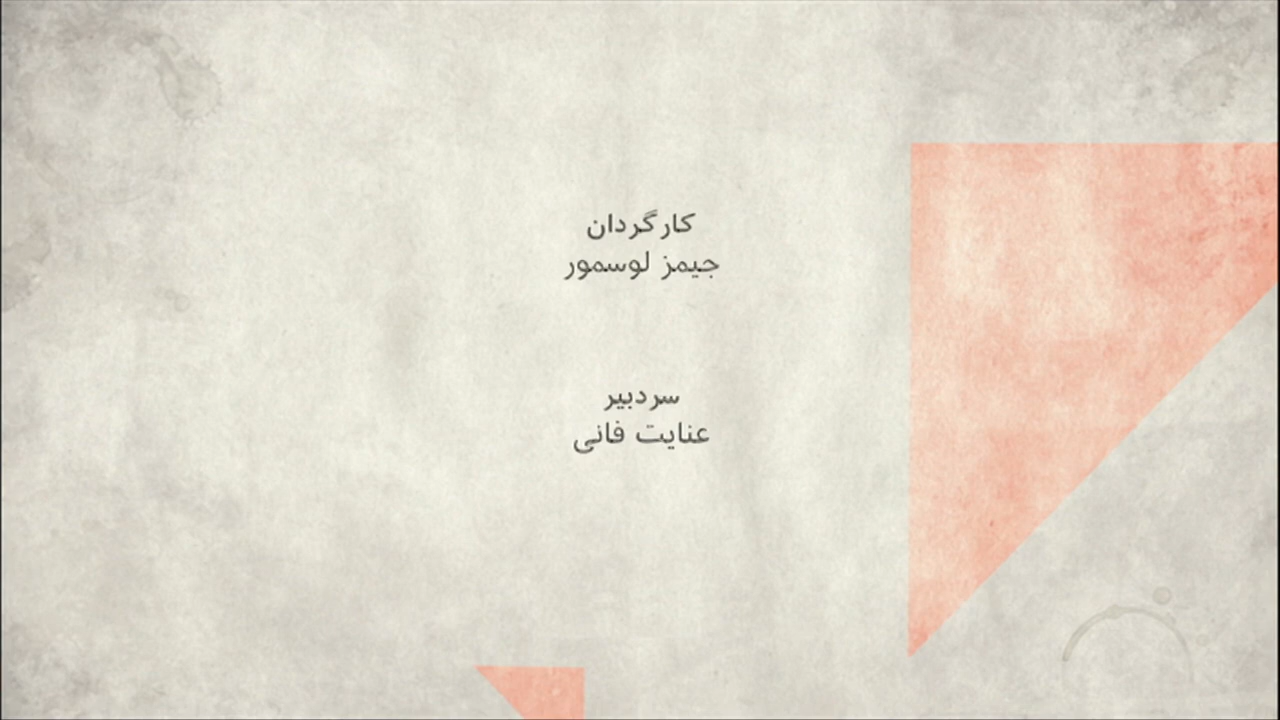 کارگردان
جیمز لوسمور
سردبیر
عنایت فانی